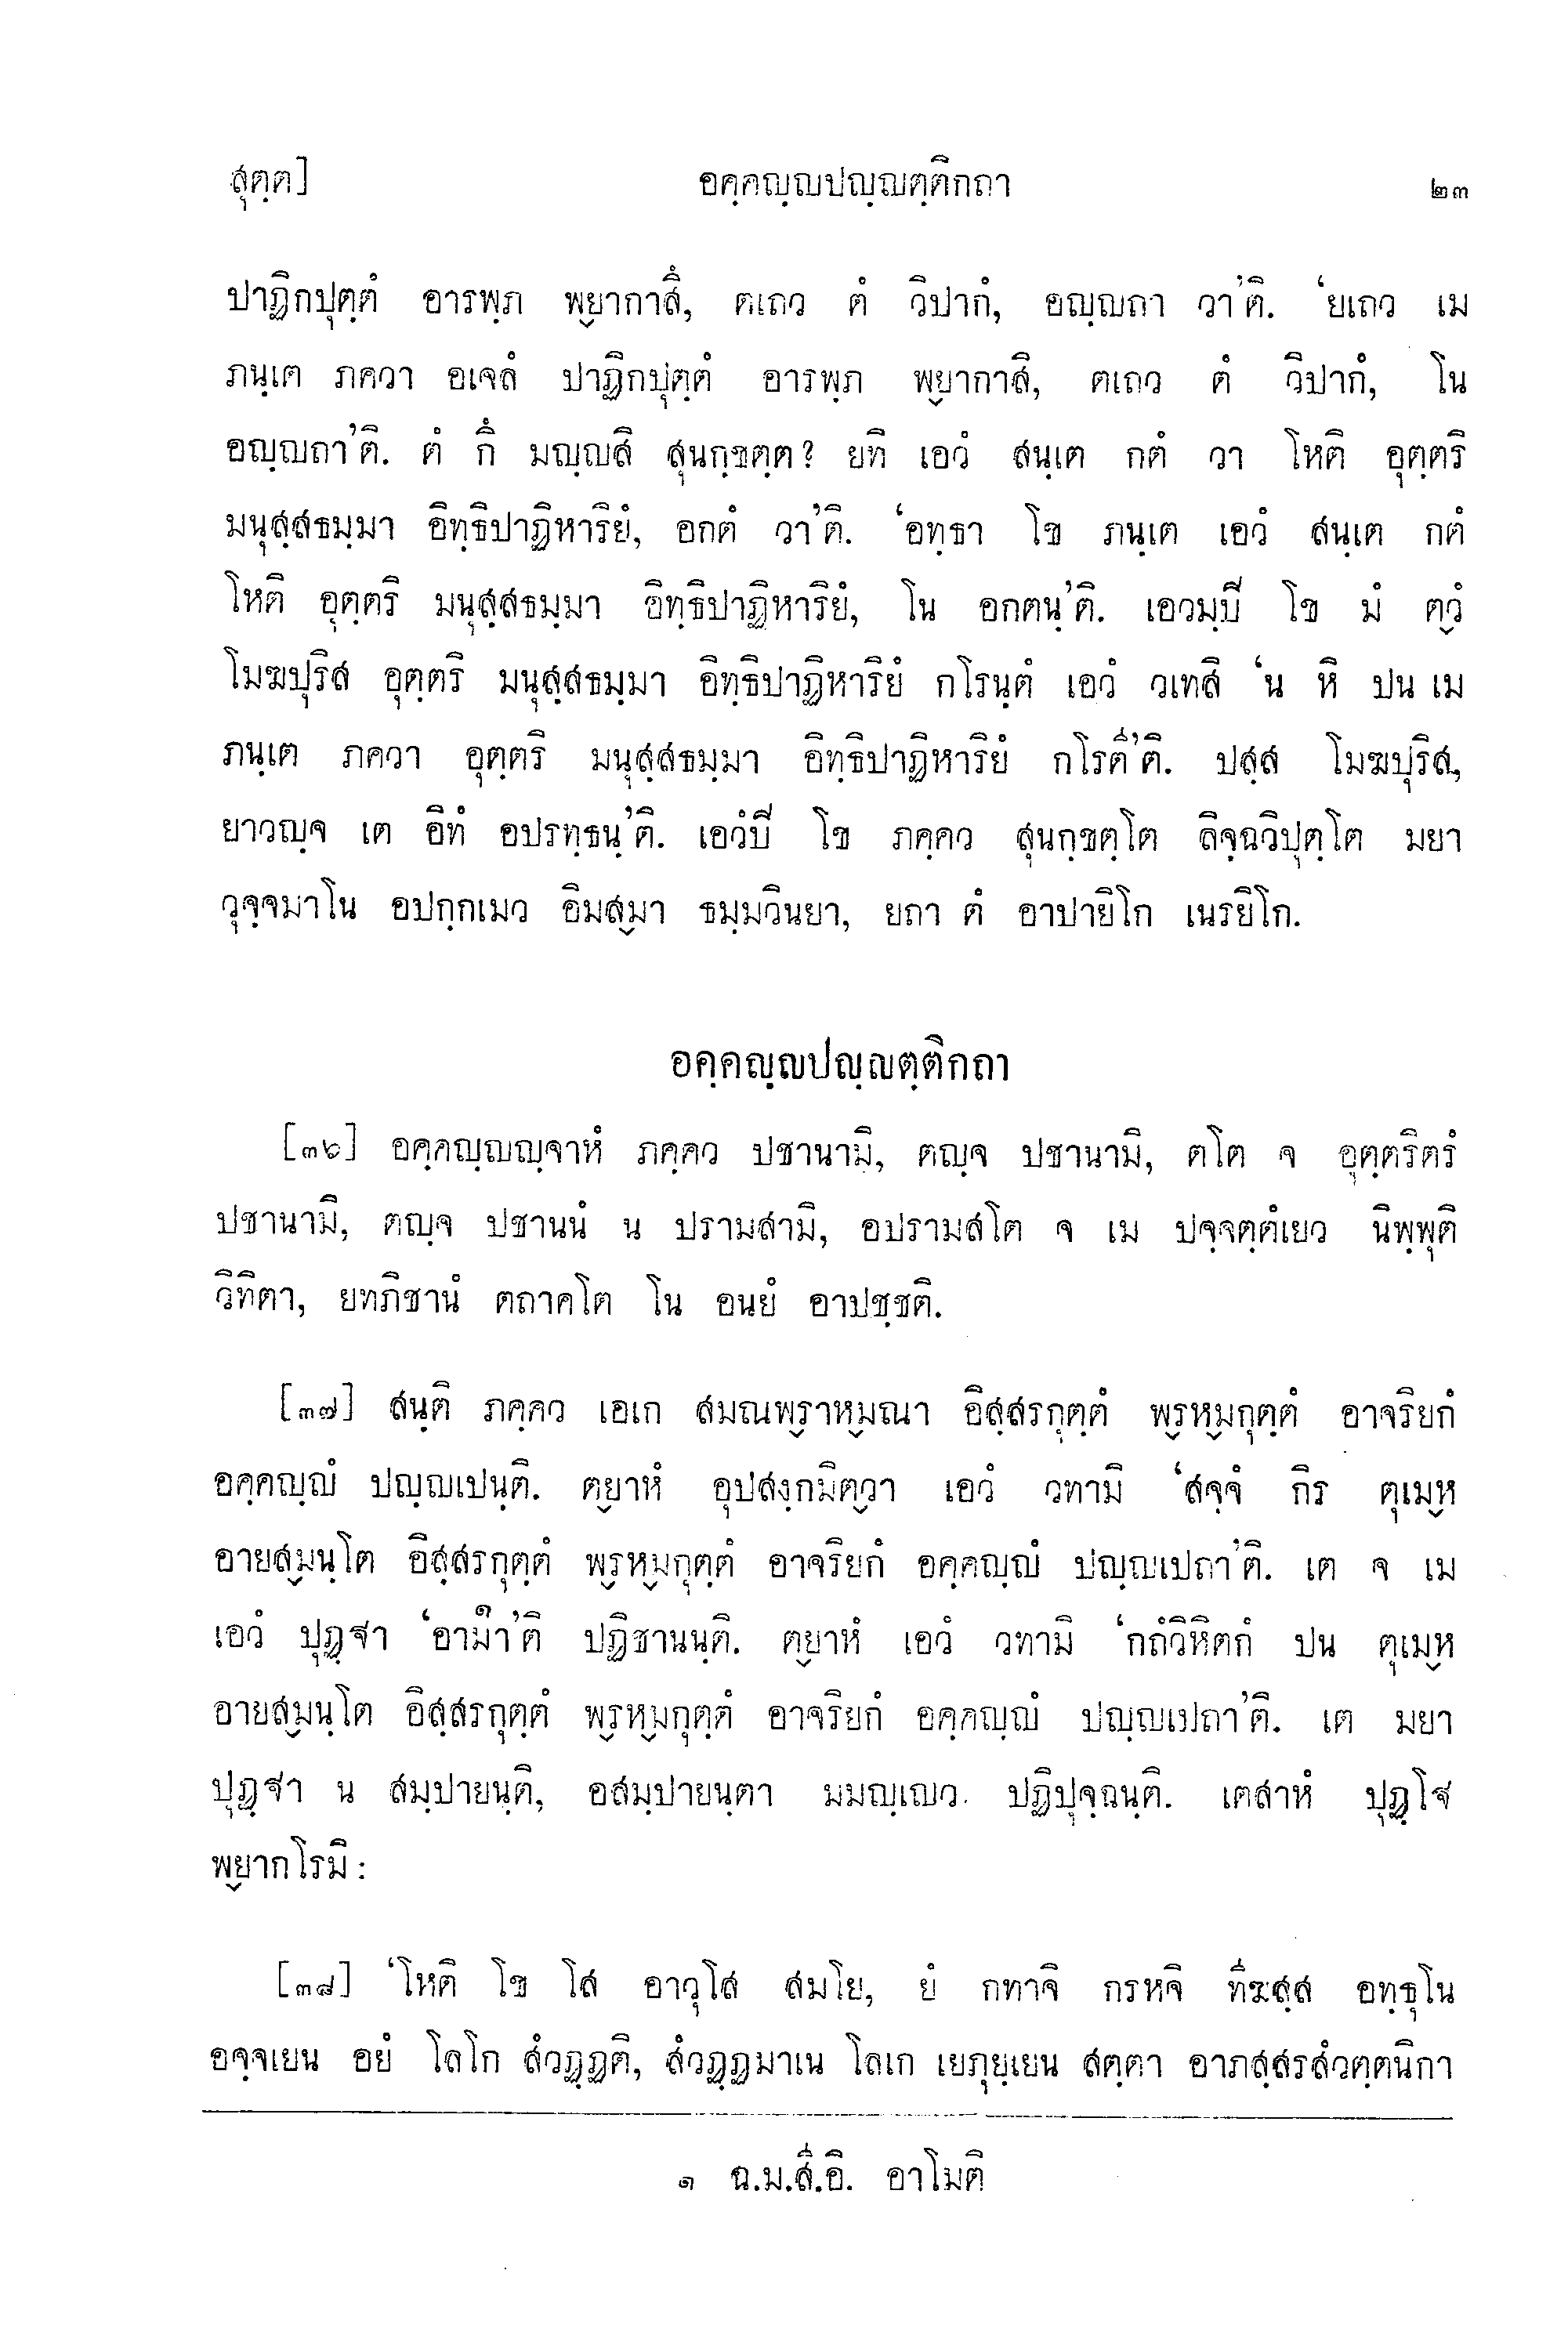 สุตฺต]
อคฺคญฺญปญฺญตฺติกถา
๒๓
ปาฏิกปุตฺตํ อารพฺภ พฺยากาสึ, ตเถว ตํ วิปากํ, อญฺญถา วา’ติ. ‘ยเถว เม
ภนฺเต ภควา อเจลํ ปาฏิกปุตฺตํ อารพฺภ พฺยากาสิ, ตเถว ตํ วิปากํ, โน
อญฺญถา’ติ. ตํ กึ มญฺญสิ สุนกฺขตฺต? ยทิ เอวํ สนฺเต กตํ วา โหติ อุตฺตริ
มนุสฺสธมฺมา อิทฺธิปาฏิหาริยํ, อกตํ วา’ติ. ‘อทฺธา โข ภนฺเต เอวํ สนฺเต กตํ
โหติ อุตฺตริ มนุสฺสธมฺมา อิทฺธิปาฏิหาริยํ, โน อกตนฺ’ติ. เอวมฺปี โข มํ ตฺวํ
โมฆปุริส อุตฺตริ มนุสฺสธมฺมา อิทฺธิปาฏิหาริยํ กโรนฺตํ เอวํ วเทสิ ‘น หิ ปน เม
ภนฺเต ภควา อุตฺตริ มนุสฺสธมฺมา อิทฺธิปาฏิหาริยํ กโรตี’ติ. ปสฺส โมฆปุริส,
ยาวญฺจ เต อิทํ อปรทฺธนฺ’ติ. เอวํปี โข ภคฺคว สุนกฺขตฺโต ลิจฺฉวิปุตฺโต มยา
วุจฺจมาโน อปกฺกเมว อิมสฺมา ธมฺมวินยา, ยถา ตํ อาปายิโก เนรยิโก.
อคฺคญฺญปญฺญตฺติกถา
[๓๖] อคฺคญฺญญฺจาหํ ภคฺคว ปชานามิ, ตญฺจ ปชานามิ, ตโต จ อุตฺตริตรํ
ปชานามิ, ตญฺจ ปชานนํ น ปรามสามิ, อปรามสโต จ เม ปจฺจตฺตํเยว นิพฺพุติ
วิทิตา, ยทภิชานํ ตถาคโต โน อนยํ อาปชฺชติ.
[๓๗] สนฺติ ภคฺคว เอเก สมณพฺราหฺมณา อิสฺสรกุตฺตํ พฺรหฺมกุตฺตํ อาจริยกํ
อคฺคญฺญํ ปญฺญเปนฺติ. ตฺยาหํ อุปสงฺกมิตฺวา เอวํ วทามิ ‘สจฺจํ กิร ตุเมฺห
อายสฺมนฺโต อิสฺสรกุตฺตํ พฺรหฺมกุตฺตํ อาจริยกํ อคฺคญฺญํ ปญฺญเปถา’ติ. เต จ เม
เอวํ ปุฏฺฐา ‘อามา๑’ติ ปฏิชานนฺติ. ตฺยาหํ เอวํ วทามิ ‘กถํวิหิตกํ ปน ตุเมฺห
อายสฺมนฺโต อิสฺสรกุตฺตํ พฺรหฺมกุตฺตํ อาจริยกํ อคฺคญฺญํ ปญฺญเปถา’ติ. เต มยา
ปุฏฺฐา น สมฺปายนฺติ, อสมฺปายนฺตา มมญฺเญว ปฏิปุจฺฉนฺติ. เตสาหํ ปุฏฺโฐ
พฺยากโรมิ:
[๓๘] ‘โหติ โข โส อาวุโส สมโย, ยํ กทาจิ กรหจิ ทีฆสฺส อทฺธุโน
อจฺจเยน อยํ โลโก สํวฏฺฏติ, สํวฏฺฏมาเน โลเก เยภุยฺเยน สตฺตา อาภสฺสรสํวตฺตนิกา
๑ ฉ.ม.สี.อิ. อาโมติ